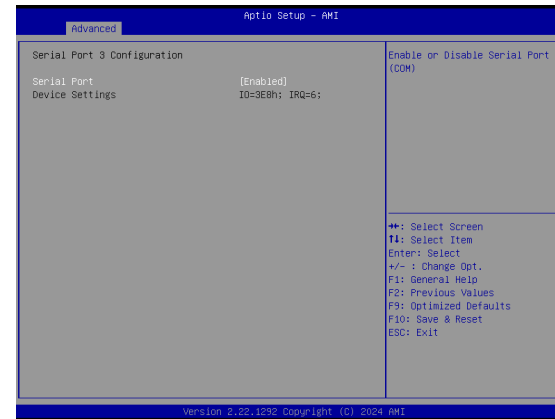 Aptio Setup - AMI
Advanced
Serial Port 3 Configuration
Serial Port [Enabled]
Device Settings IO=3E8h; IRQ=6;
Enable or Disable Serial Port
(COM)
→←: Select Screen
↑↓: Select Item
Enter: Select
+/- : Change Opt.
F1: General Help
F2: Previous Values
F9: Optimized Defaults
F10: Save & Reset
ESC: Exit
Version 2.22.1292 Copyright (C) 2024 AMI